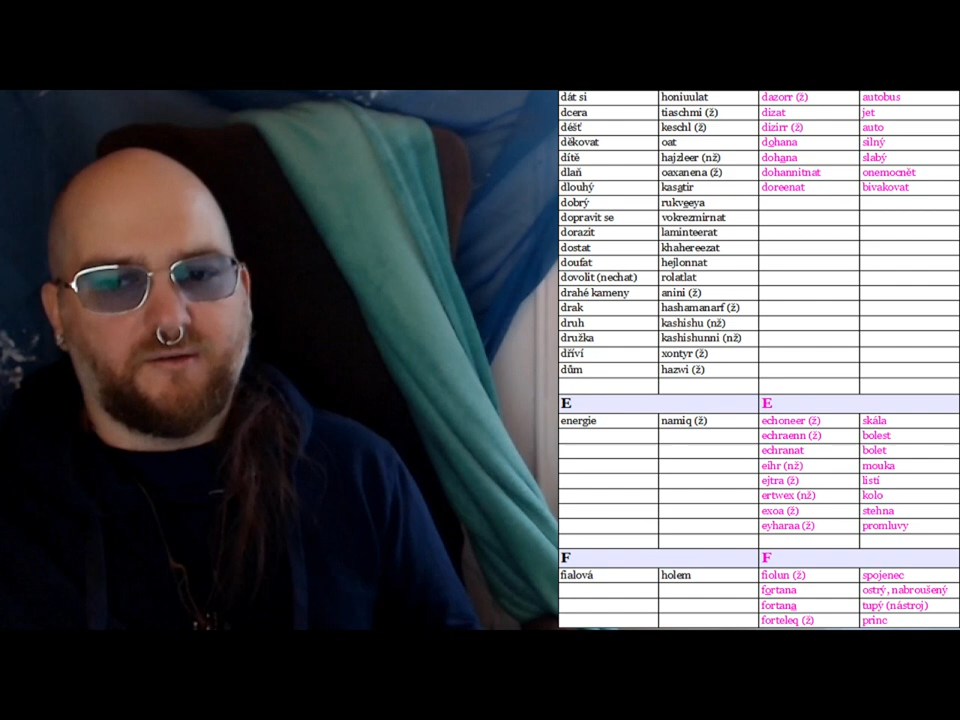 dát si honiuulat dazorr (ž) autobus
dcera tiaschmi (ž) dizat jet
déšť keschl (ž) dizirr (ž) auto
děkovat oat dohana silný
dítě hajzleer (nž) dohana slabý
dlaň oaxanena (ž) dohannitnat onemocnět
dlouhý kasatir doreenat bivakovat
dobrý rukvgeya
dopravit se vokrezmirnat
dorazit laminteerat
dostat khahereezat
doufat hejlonnat
dovolit (nechat) rolatlat
drahé kameny anini (ž)
drak hashamanarf (ž)
druh kashishu (nž)
družka kashishunni (nž)
dříví xontyr (ž)
dům hazwi (ž)
E E
energie namiq (ž) echoneer (ž) skála
echraenn (ž) bolest
echranat bolet
eihr (nž) mouka
ejtra (ž) listí
ertwex (nž) kolo
exoa (ž) stehna
eyharaa (ž) promluvy
F F
fialová holem fiolun (ž) spojenec
fortana ostrý, nabroušený
fortana tupý (nástroj)
forteleq (ž) princ